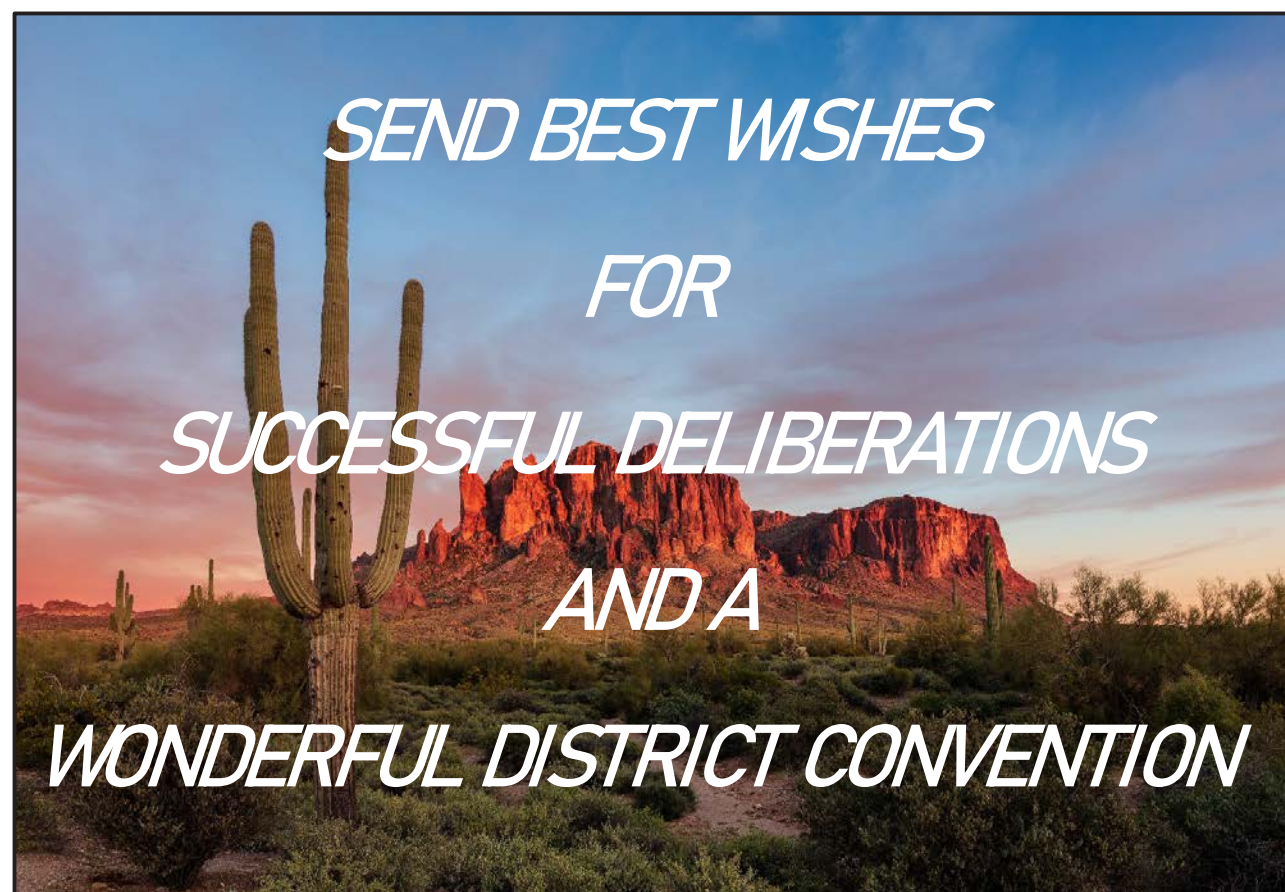 SEND BEST WISHES
FOR
SUCCESSFUL DELIBERATIONS
AND A
WONDERFUL DISTRICT CONVENTION